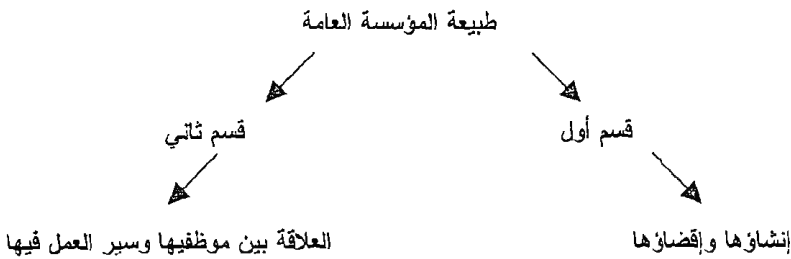 طبيعة المؤسسة العامة
قسم أول
قسم ثاني
إنشاؤها وإقضاؤها
العلاقة بين موظفيها وسير العمل فيها